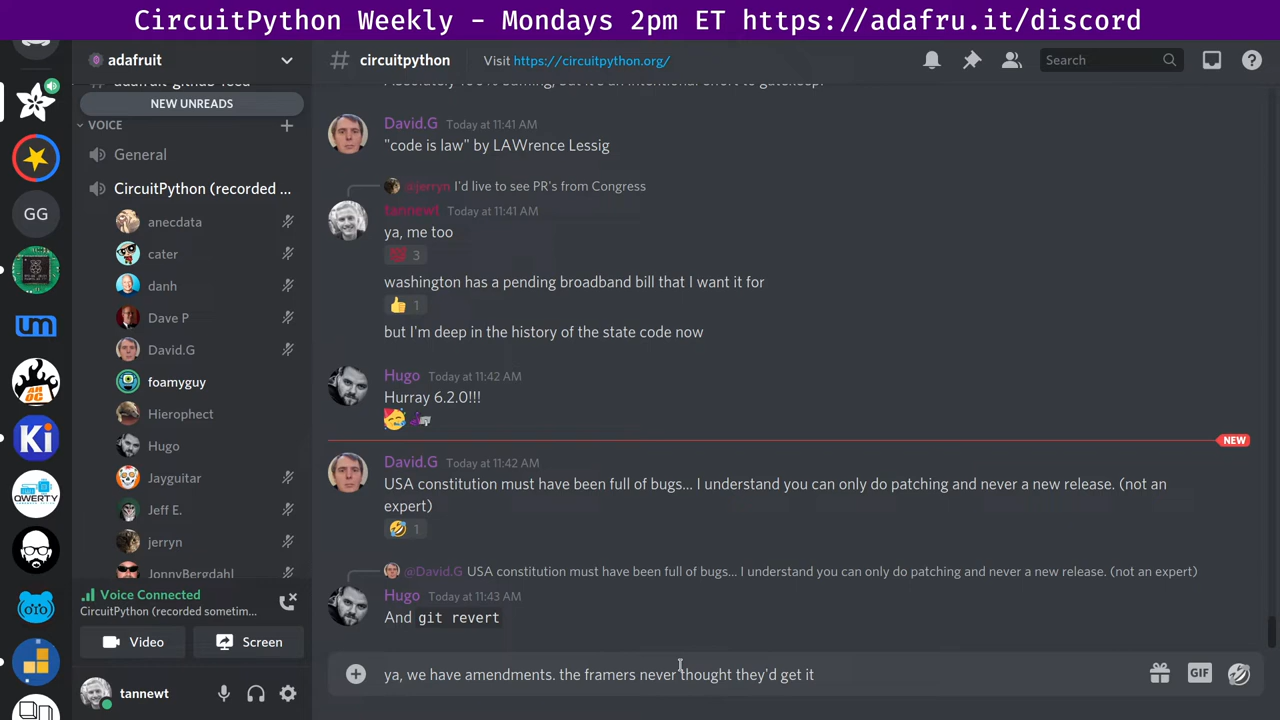 CircuitPython Weekly - Mondays 2pm ET https://adafru.it/discord
adafruit
# circuitpython
Visit https://circuitpython.org/
Search
NEW UNREADS
VOICE
General
CircuitPython (recorded ...
anecdata
cater
danh
Dave P
David.G
foamyguy
Hierophect
Hugo
Jayguitar
Jeff E.
jerryn
JonnyBergdahl
Voice Connected
CircuitPython (recorded sometim...
Video
Screen
tannewt
GG
Ki
QWERTY
David.G Today at 11:41 AM
"code is law" by LAWrence Lessig
@jerryn I'd love to see PR's from Congress
tannewt Today at 11:41 AM
ya, me too
3
washington has a pending broadband bill that I want it for
1
but I'm deep in the history of the state code now
Hugo Today at 11:42 AM
Hurray 6.2.0!!!
NEW
David.G Today at 11:42 AM
USA constitution must have been full of bugs... I understand you can only do patching and never a new release. (not an
expert)
1
@David.G USA constitution must have been full of bugs... I understand you can only do patching and never a new release. (not an expert)
Hugo Today at 11:43 AM
And git revert
ya, we have amendments. the framers never thought they'd get it
GIF